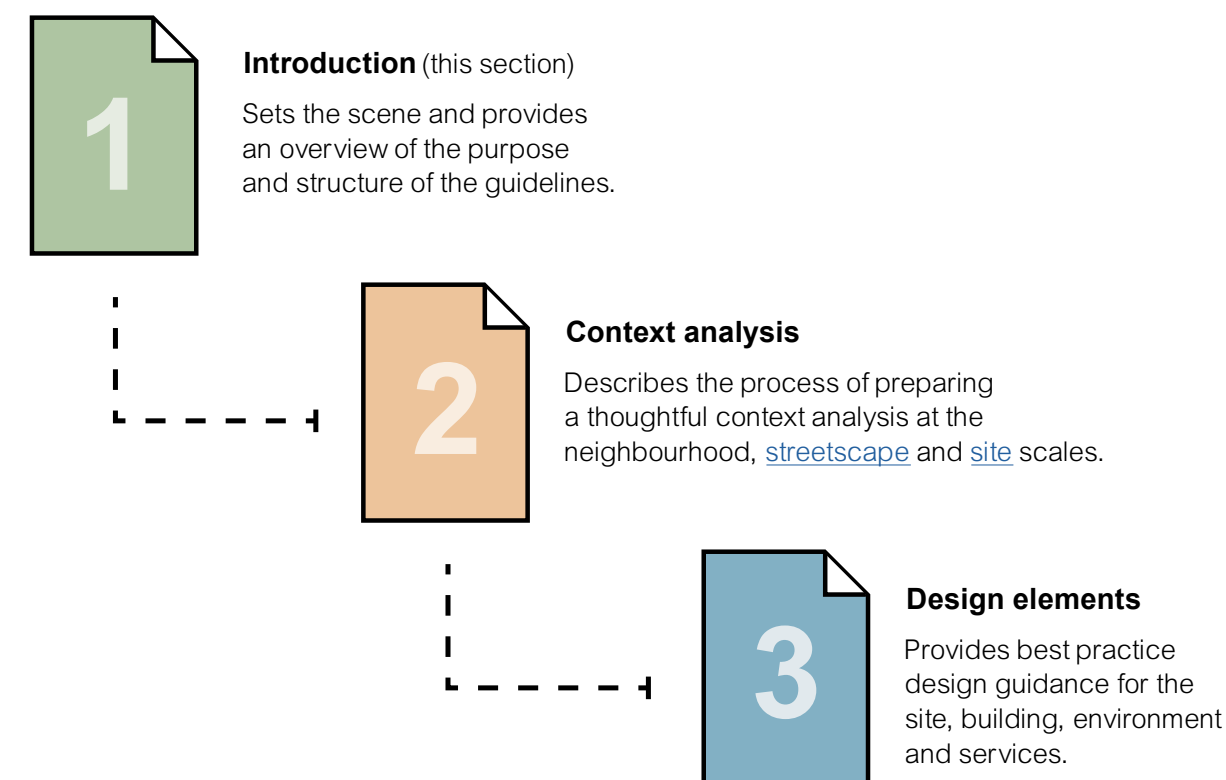 1
Introduction (this section)
Sets the scene and provides
an overview of the purpose
and structure of the guidelines.
2
Context analysis
Describes the process of preparing
a thoughtful context analysis at the
neighbourhood, streetscape and site scales.
3
Design elements
Provides best practice
design guidance for the
site, building, environment
and services.